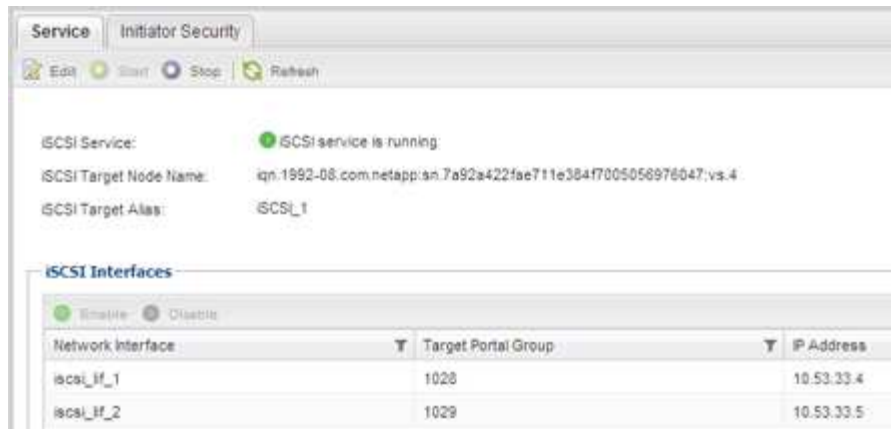 Service Initiator Security
Edit Start Stop Refresh
iSCSI Service: iSCSI service is running
iSCSI Target Node Name: iqn.1992-08.com.netapp:sn.7a92a422fae711e384f7005056976047:vs.4
iSCSI Target Alias: iSCSI_1
iSCSI Interfaces
Enable Disable
Network Interface Target Portal Group IP Address
iscsi_lif_1 1028 10.53.33.4
iscsi_lif_2 1029 10.53.33.5